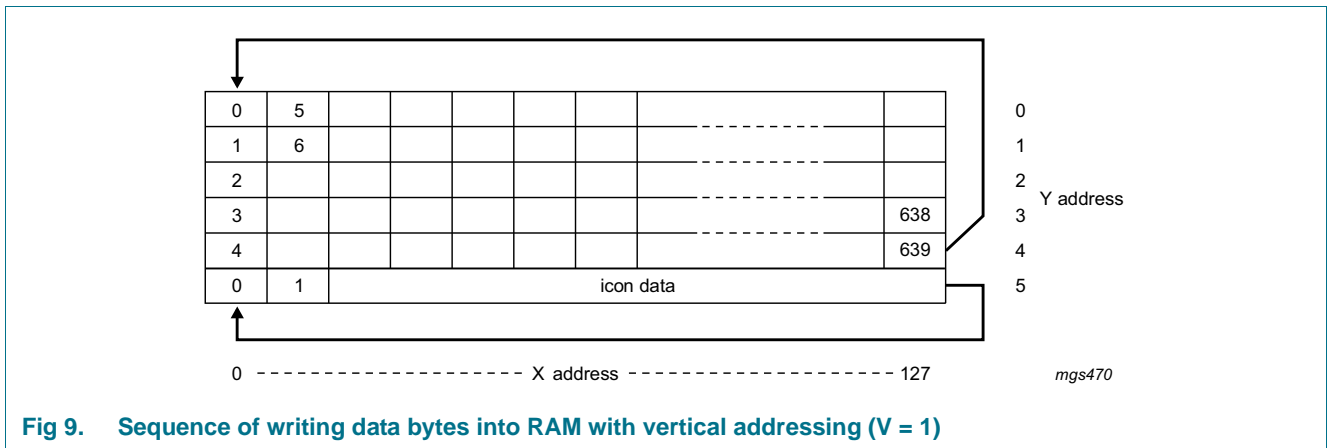 0 5 0
1 6 1
2 2
Y address
3 638 3
4 639 4
0 1 icon data 5
0 X address 127 mgs470
Fig 9. Sequence of writing data bytes into RAM with vertical addressing (V = 1)